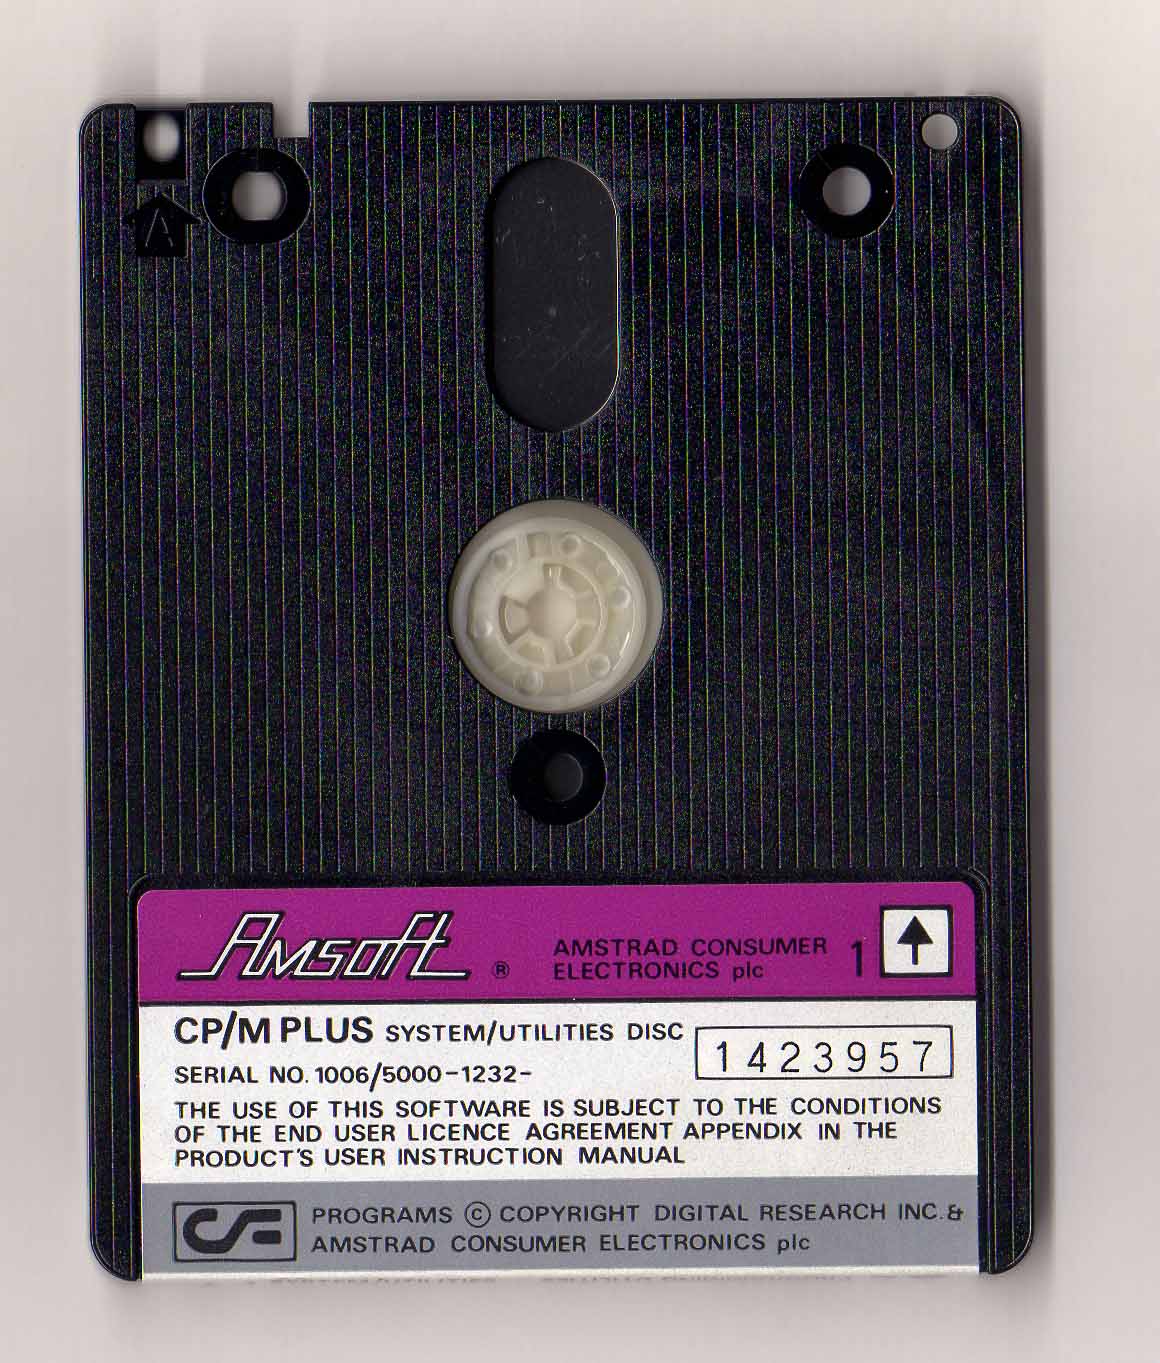 A
Amsoft ®
AMSTRAD CONSUMER
ELECTRONICS plc
1
CP/M PLUS SYSTEM/UTILITIES DISC
1423957
SERIAL NO. 1006/5000-1232-
THE USE OF THIS SOFTWARE IS SUBJECT TO THE CONDITIONS
OF THE END USER LICENCE AGREEMENT APPENDIX IN THE
PRODUCT'S USER INSTRUCTION MANUAL
CF
PROGRAMS © COPYRIGHT DIGITAL RESEARCH INC. &
AMSTRAD CONSUMER ELECTRONICS plc